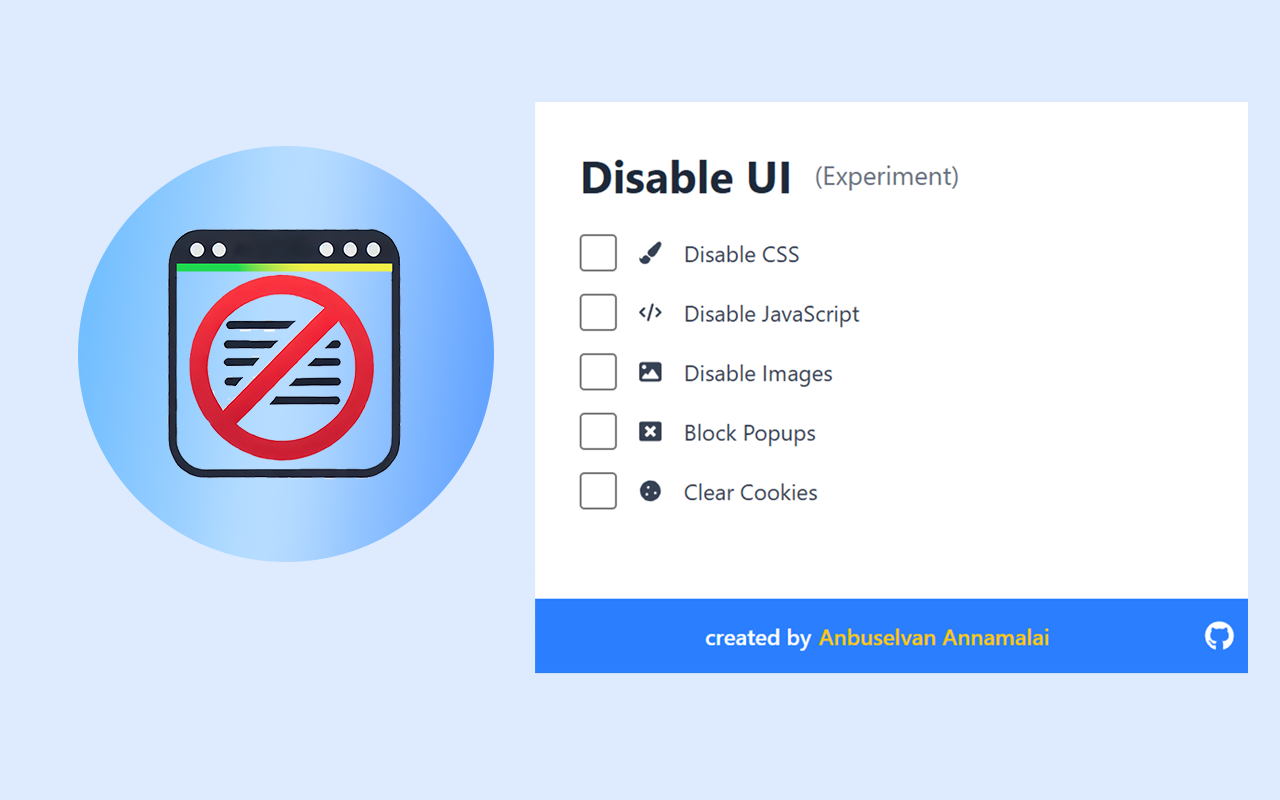 Disable UI (Experiment)
Disable CSS
Disable JavaScript
Disable Images
Block Popups
Clear Cookies
created by Anbuselvan Annamalai